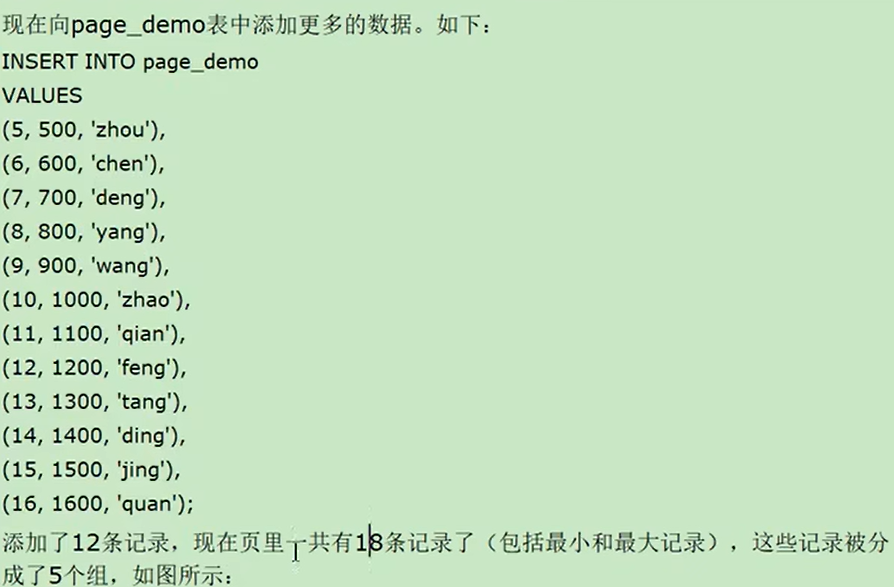 现在向page_demo表中添加更多的数据。如下：
INSERT INTO page_demo
VALUES
(5, 500, 'zhou'),
(6, 600, 'chen'),
(7, 700, 'deng'),
(8, 800, 'yang'),
(9, 900, 'wang'),
(10, 1000, 'zhao'),
(11, 1100, 'qian'),
(12, 1200, 'feng'),
(13, 1300, 'tang'),
(14, 1400, 'ding'),
(15, 1500, 'jing'),
(16, 1600, 'quan');
添加了12条记录，现在页里一共有18条记录了（包括最小和最大记录），这些记录被分
成了5个组，如图所示：